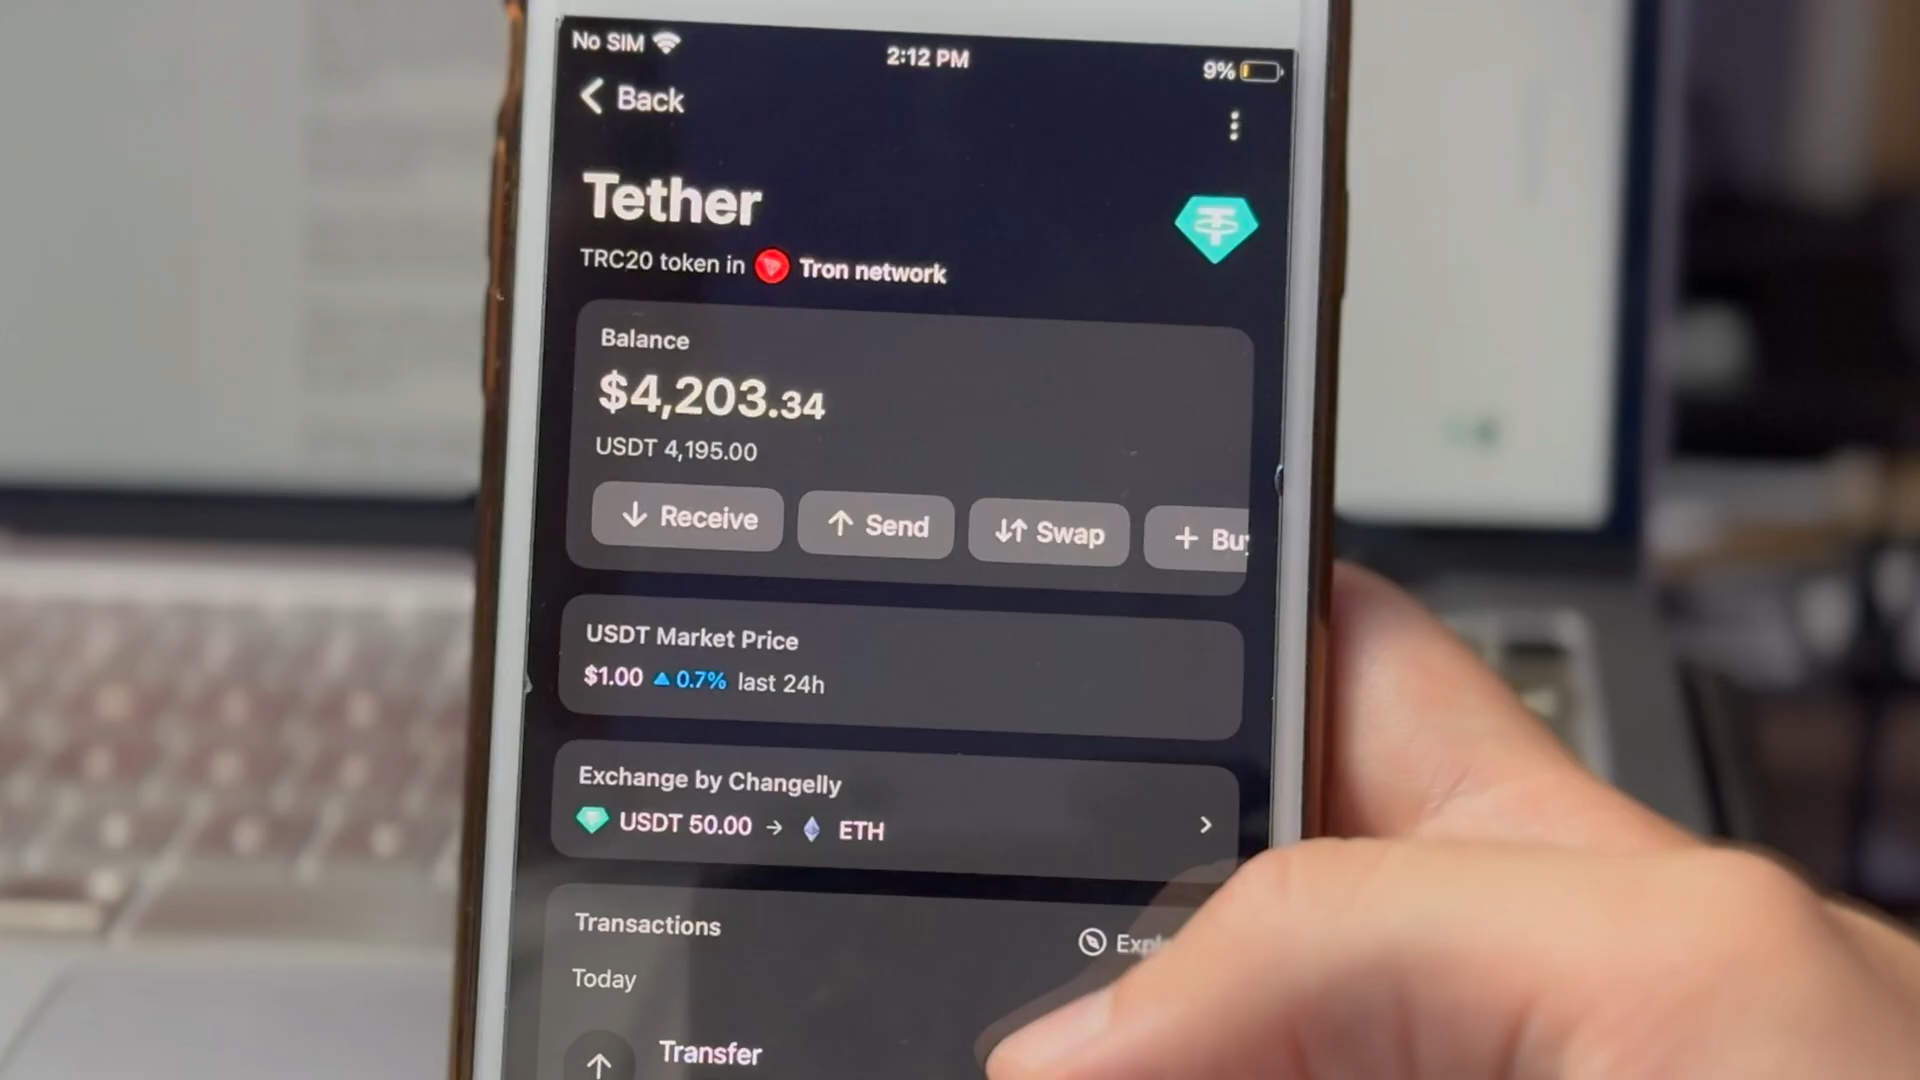 No SIM
2:12 PM
9%
Back
Tether
TRC20 token in Tron network
Balance
$4,203.34
USDT 4,195.00
Receive
Send
Swap
USDT Market Price
$1.00 0.7% last 24h
Exchange by Changelly
USDT 50.00 → ETH
Transactions
Today
Transfer